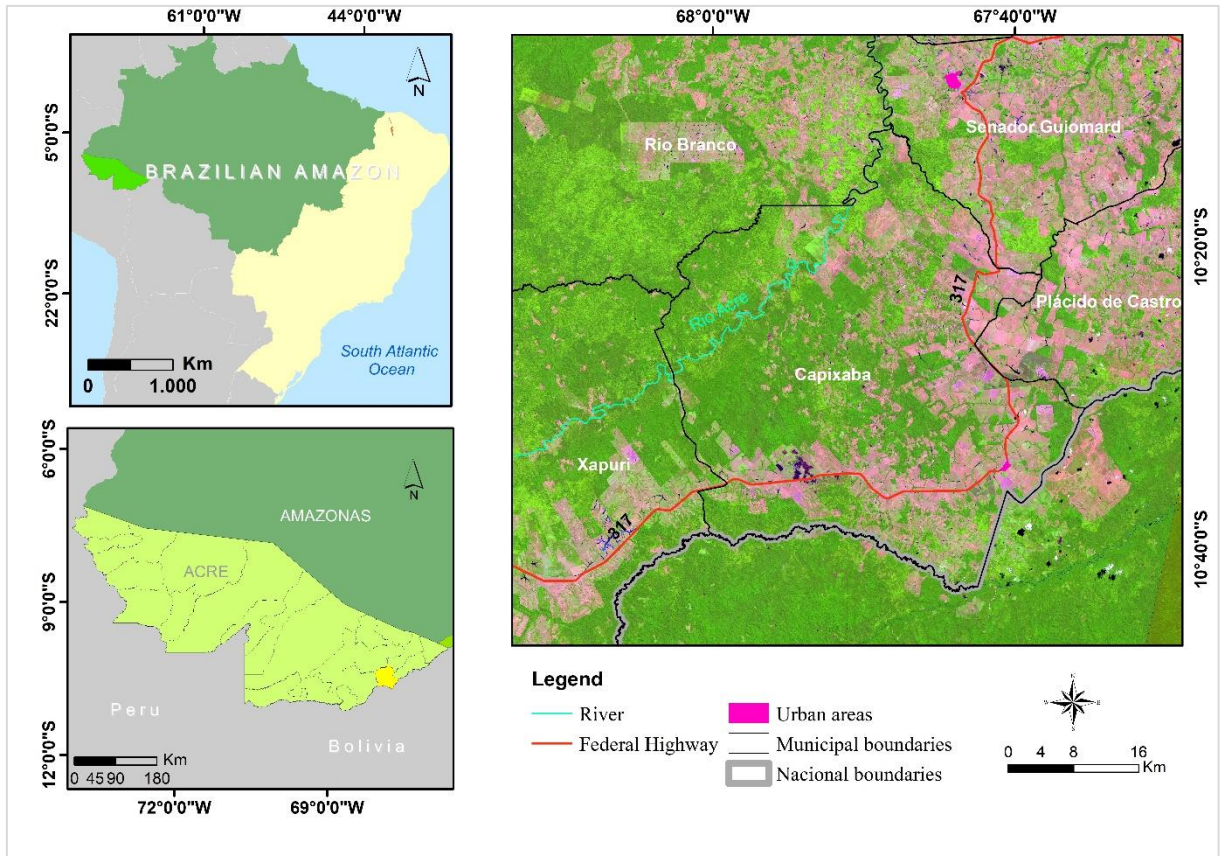 61°0'0"W
44°0'0"W
5°0'0"S
22°0'0"S
N
BRAZILIAN AMAZON
South Atlantic
Ocean
Km
0
1.000
6°0'0"S
9°0'0"S
12°0'0"S
N
AMAZONAS
ACRE
Peru
Bolivia
Km
0 45 90 180
72°0'0"W
69°0'0"W
68°0'0"W
67°40'0"W
10°20'0"S
10°40'0"S
Senador Guiomard
Rio Branco
317
Plácido de Castro
Rio Acre
Capixaba
Xapuri
317
Legend
River
Federal Highway
Urban areas
Municipal boundaries
Nacional boundaries
N
W
E
S
0 4 8 16
Km